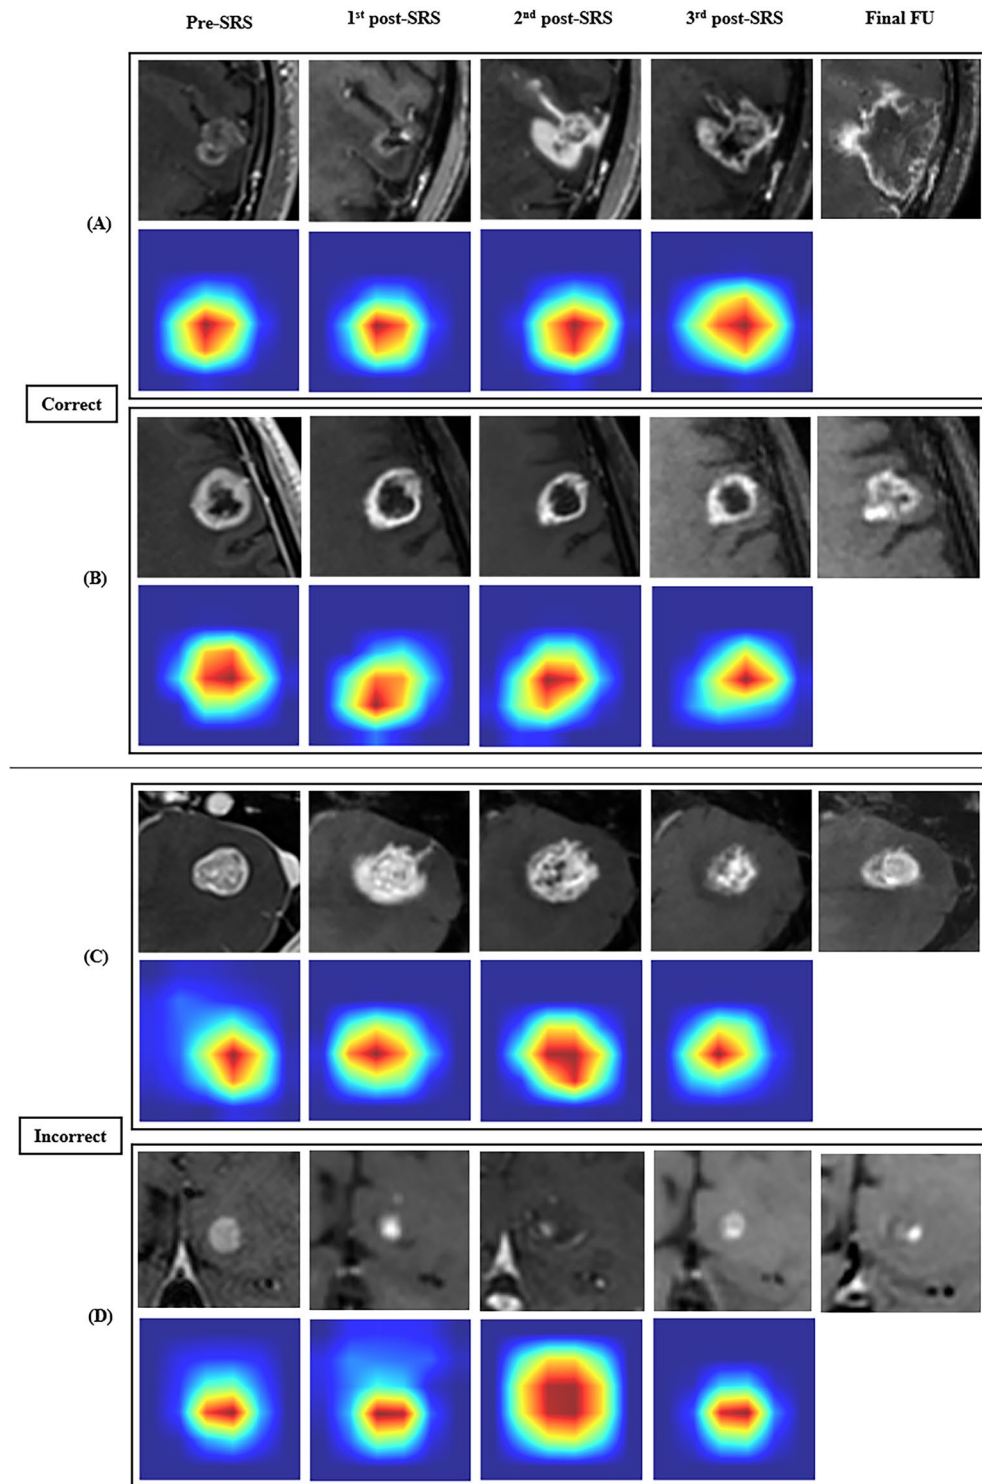 Pre-SRS 1st post-SRS 2nd post-SRS 3rd post-SRS Final FU
(A)
Correct
(B)
(C)
Incorrect
(D)